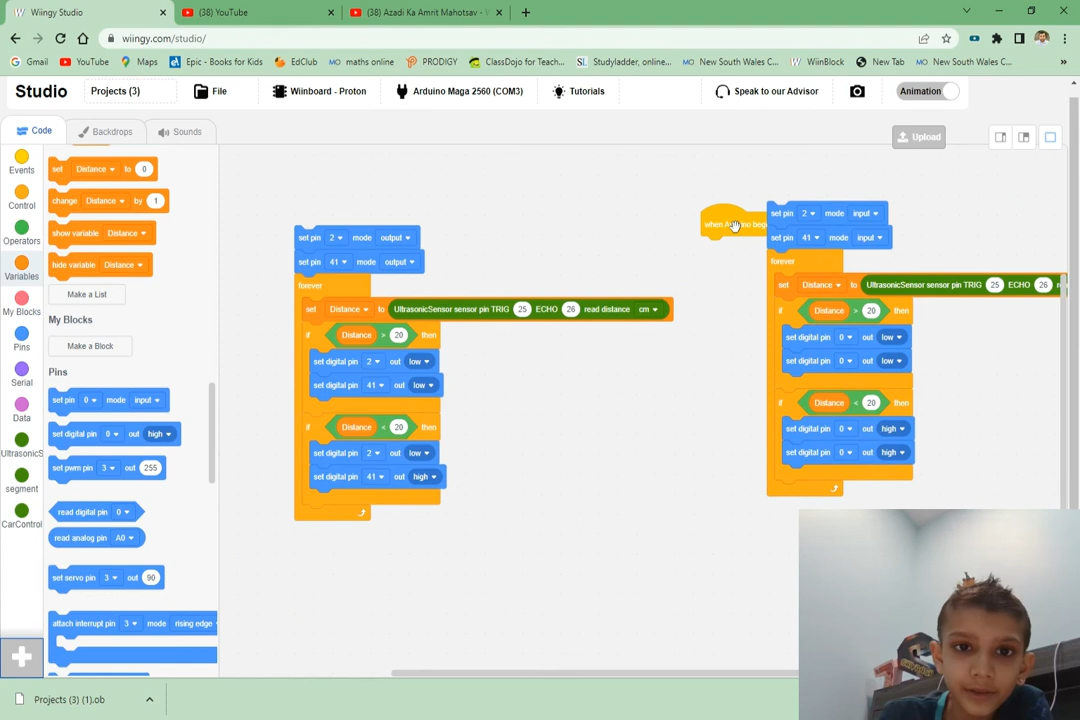 Wiingy Studio
(38) YouTube
(38) Azadi Ka Amrit Mahotsav -
wiingy.com/studio/
Gmail
YouTube
Maps
Epic - Books for Kids
EdClub
maths online
PRODIGY
ClassDojo for Teach...
Studyladder, online...
New South Wales C...
WiinBlock
New Tab
New South Wales C...
»
Studio
Projects (3)
File
Wiinboard - Proton
Arduino Maga 2560 (COM3)
Tutorials
Speak to our Advisor
Animation
Code
Backdrops
Sounds
Upload
Events
Control
Operators
Variables
My Blocks
Pins
Serial
Data
UltrasonicS
segment
CarControl
set Distance to 0
change Distance by 1
show variable Distance
hide variable Distance
Make a List
My Blocks
Make a Block
Pins
set pin 0 mode input
set digital pin 0 out high
set pwm pin 3 out 255
read digital pin 0
read analog pin A0
set servo pin 3 out 90
attach interrupt pin 3 mode rising edge
set pin 2 mode output
set pin 41 mode output
forever
set Distance to UltrasonicSensor sensor pin TRIG 25 ECHO 26 read distance cm
if Distance > 20 then
set digital pin 2 out low
set digital pin 41 out low
if Distance < 20 then
set digital pin 2 out low
set digital pin 41 out high
when
set pin 2 mode input
set pin 41 mode input
forever
set Distance to UltrasonicSensor sensor pin TRIG 25 ECHO 26
if Distance > 20 then
set digital pin 0 out low
set digital pin 0 out low
if Distance < 20 then
set digital pin 0 out high
set digital pin 0 out high
Projects (3) (1).ob